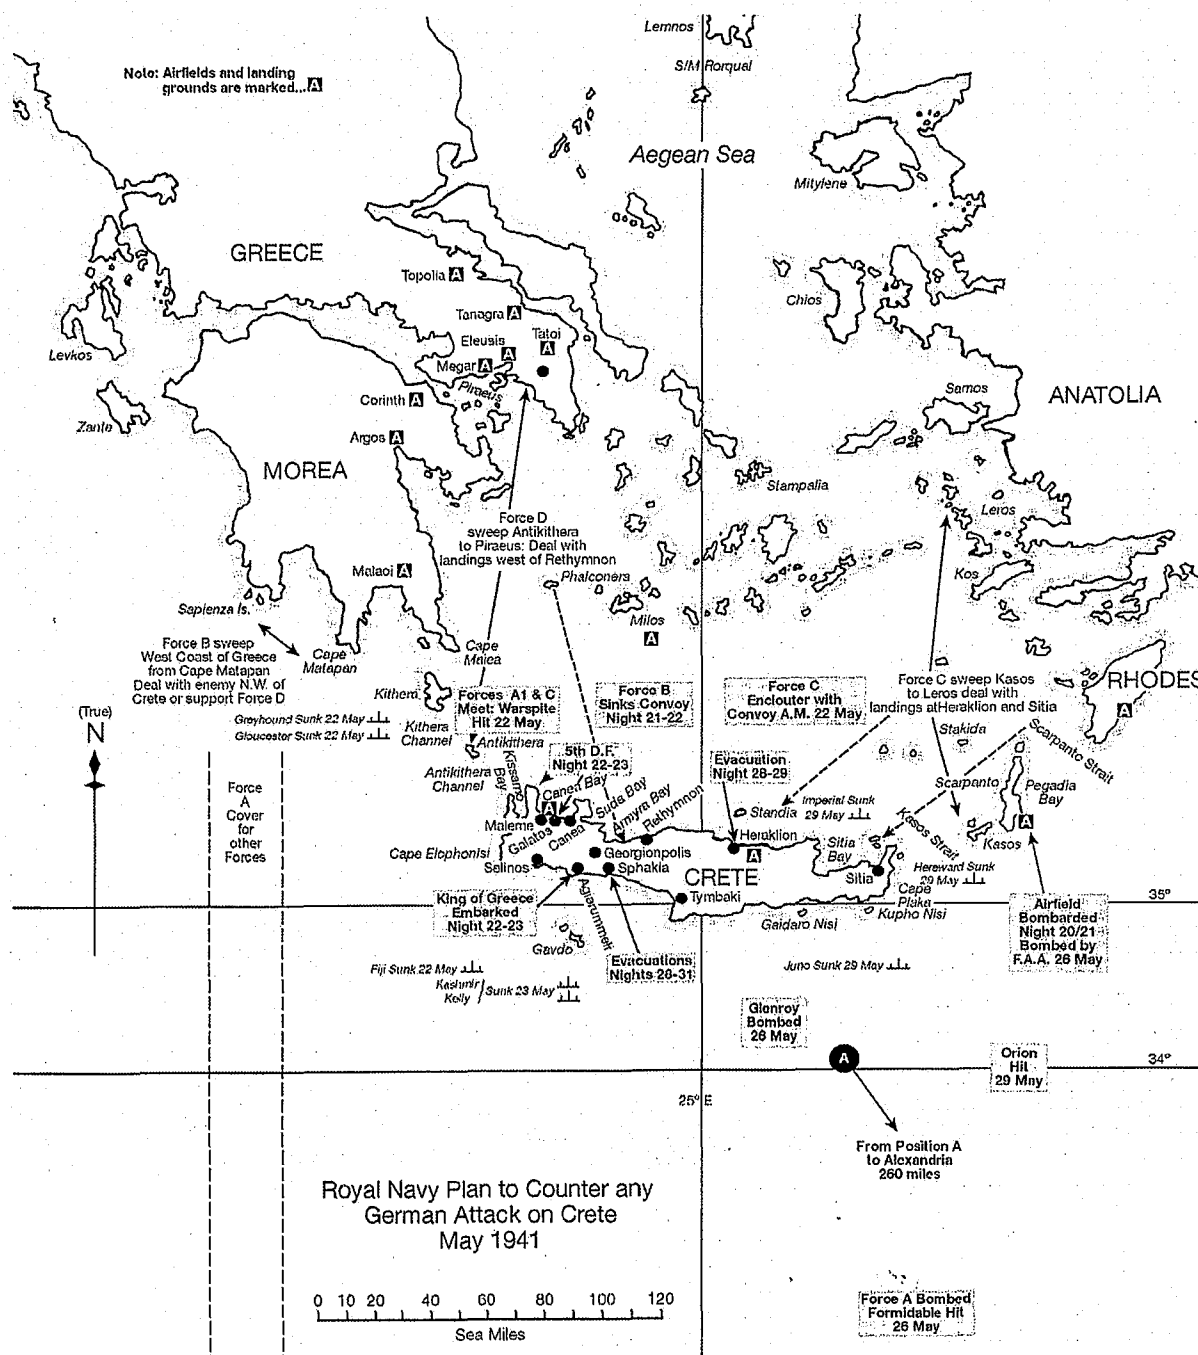 Lemnos
S/M Rorqual
Note: Airfields and landing
grounds are marked... A
Aegean Sea
Mitylene
GREECE
Topolia A
Chios
Tanagra A
Tatoi
A
Eleusis
A
Levkos
Megar A
Piraeus
Samos
ANATOLIA
Corinth A
Zante
Argos A
MOREA
Stampalia
Leros
Force D
sweep Antikithera
to Piraeus: Deal with
landings west of Rethymnon
Malaoi A
Phalconera
Kos
Sapienza Is.
Milos
A
Force B sweep
West Coast of Greece
from Cape Matapan
Deal with enemy N.W. of
Crete or support Force D
Cape
Matapan
Cape
Malea
Force C sweep Kasos
to Leros deal with
landings atHeraklion and Sitia
RHODES
A
Kithera
Forces A1 & C
Meet: Warspite
Hit 22 May
Force B
Sinks Convoy
Night 21-22
Force C
Enclouter with
Convoy A.M. 22 May
(True)
N
Greyhound Sunk 22 May
Gloucester Sunk 22 May
Kithera
Channel
Stakida
Scarpanto Strait
Antikithera
5th D.F.
Night 22-23
Evacuation
Night 28-29
Antikithera
Channel
Kissamo
Bay
Canea Bay
A
Suda Bay
Armyra Bay
Rethymnon
Force
A
Cover
for
other
Forces
Scarpanto
Pegadia
Bay
A
Standia
Imperial Sunk
29 May
Maleme
Galatos
Canea
Heraklion
A
Kasos Strait
Kasos
Cape Elophonisi
Selinos
Georgionpolis
Sphakia
Sitia
Bay
Sitia
Hereward Sunk
29 May
CRETE
Tymbaki
Cape
Plaka
Kupho Nisi
35°
King of Greece
Embarked
Night 22-23
Agiarummeli
Gaidaro Nisi
Airfield
Bombarded
Night 20/21
Bombed by
F.A.A. 26 May
Gavdo
Evacuations
Nights 28-31
Fiji Sunk 22 May
Kashmir
Kelly
Sunk 23 May
Juno Sunk 29 May
Glenroy
Bombed
26 May
A
Orion
Hit
29 May
34°
25° E
From Position A
to Alexandria
260 miles
Royal Navy Plan to Counter any
German Attack on Crete
May 1941
0 10 20 40 60 80 100 120
Sea Miles
Force A Bombed
Formidable Hit
26 May